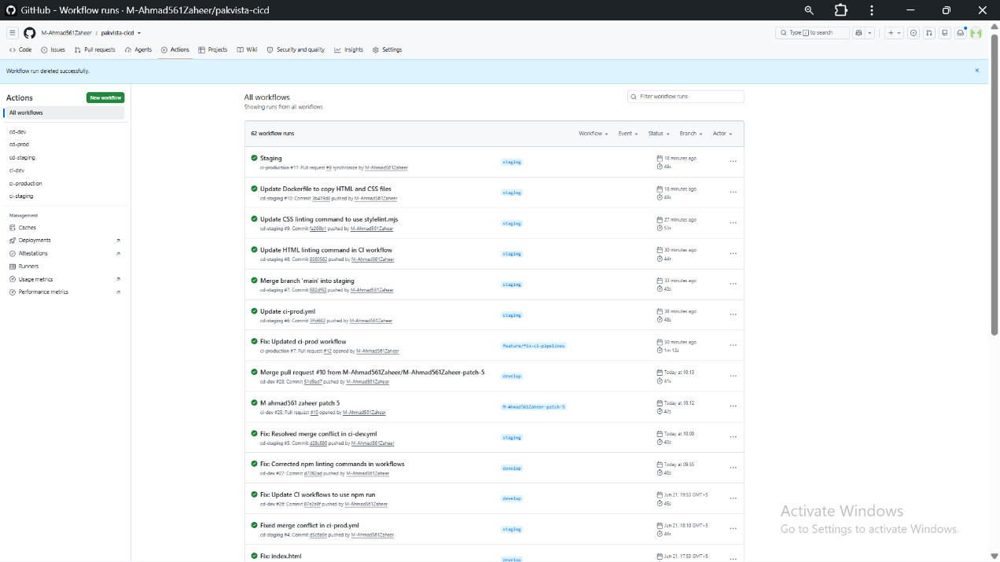 GitHub - Workflow runs · M-Ahmad561Zaheer/pakvista-cicd
M-Ahmad561Zaheer / pakvista-cicd
Type / to search
Code
Issues
Pull requests
Agents
Actions
Projects
Wiki
Security and quality
Insights
Settings
Workflow run deleted successfully.
Actions
New workflow
All workflows
cd-dev
cd-prod
cd-staging
ci-dev
ci-production
ci-staging
Management
Caches
Deployments
Attestations
Runners
Usage metrics
Performance metrics
All workflows
Showing runs from all workflows
Filter workflow runs
62 workflow runs
Workflow
Event
Status
Branch
Actor
Staging
ci-production #11: Pull request #9 synchronize by M-Ahmad561Zaheer
staging
18 minutes ago
49s
Update Dockerfile to copy HTML and CSS files
cd-staging #10: Commit 3b419d8 pushed by M-Ahmad561Zaheer
staging
18 minutes ago
48s
Update CSS linting command to use stylelint.mjs
cd-staging #9: Commit fa268b1 pushed by M-Ahmad561Zaheer
staging
27 minutes ago
53s
Update HTML linting command in CI workflow
cd-staging #8: Commit 8560562 pushed by M-Ahmad561Zaheer
staging
30 minutes ago
44s
Merge branch 'main' into staging
cd-staging #7: Commit 682df62 pushed by M-Ahmad561Zaheer
staging
33 minutes ago
43s
Update ci-prod.yml
cd-staging #6: Commit 3ffd682 pushed by M-Ahmad561Zaheer
staging
38 minutes ago
48s
Fix: Updated ci-prod workflow
ci-production #7: Pull request #12 opened by M-Ahmad561Zaheer
feature/fix-ci-pipelines
50 minutes ago
1m 13s
Merge pull request #10 from M-Ahmad561Zaheer/M-Ahmad561Zaheer-patch-5
cd-dev #28: Commit 51d9ad7 pushed by M-Ahmad561Zaheer
develop
Today at 10:13
41s
M ahmad561 zaheer patch 5
ci-dev #25: Pull request #10 opened by M-Ahmad561Zaheer
M-Ahmad561Zaheer-patch-5
Today at 10:12
42s
Fix: Resolved merge conflict in ci-dev.yml
cd-staging #5: Commit d28c686 pushed by M-Ahmad561Zaheer
staging
Today at 10:00
49s
Fix: Corrected npm linting commands in workflows
cd-dev #27: Commit d7062ad pushed by M-Ahmad561Zaheer
develop
Today at 09:55
45s
Fix: Update CI workflows to use npm run
cd-dev #26: Commit 87e2e8f pushed by M-Ahmad561Zaheer
develop
Jun 21, 19:53 GMT+5
45s
Fixed merge conflict in ci-prod.yml
cd-staging #4: Commit d5c6a9e pushed by M-Ahmad561Zaheer
staging
Jun 21, 18:10 GMT+5
46s
Fix: index.html
develop
Jun 21, 17:53 GMT+5
Activate Windows
Go to Settings to activate Windows.